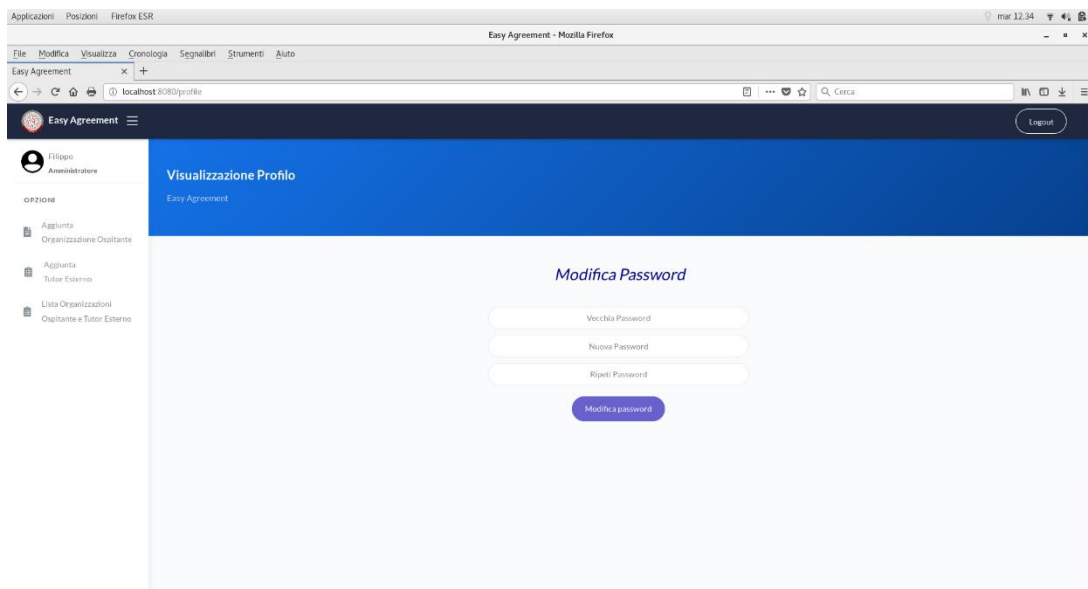 Applicazioni Posizioni Firefox ESR mar 12.34
Easy Agreement - Mozilla Firefox
File Modifica Visualizza Cronologia Segnalibri Strumenti Aiuto
Easy Agreement
localhost:8080/profile Cerca
Easy Agreement Logout
Filippo
Amministratore
OPZIONI
Aggiunta
Organizzazione Ospitante
Aggiunta
Tutor Esterno
Lista Organizzazioni
Ospitante e Tutor Esterno
Visualizzazione Profilo
Easy Agreement
Modifica Password
Vecchia Password
Nuova Password
Ripeti Password
Modifica password